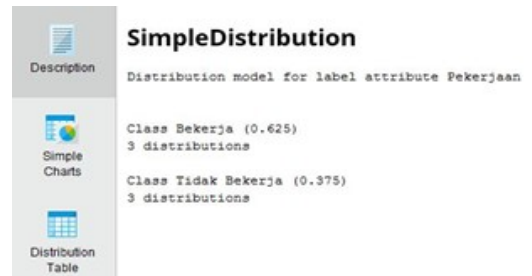 Description
Simple
Charts
Distribution
Table
SimpleDistribution
Distribution model for label attribute Pekerjaan
Class Bekerja (0.625)
3 distributions
Class Tidak Bekerja (0.375)
3 distributions